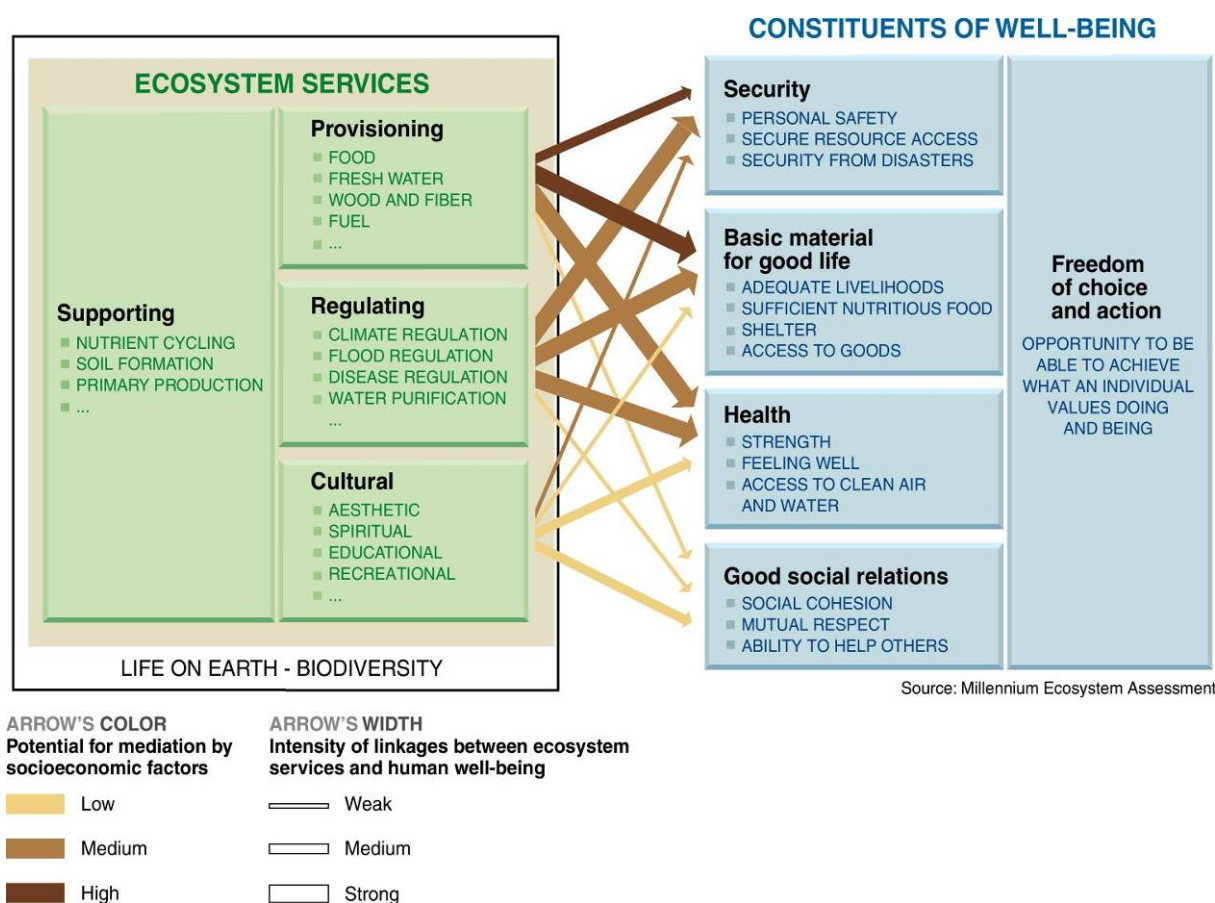 CONSTITUENTS OF WELL-BEING
ECOSYSTEM SERVICES
Supporting
NUTRIENT CYCLING
SOIL FORMATION
PRIMARY PRODUCTION
...
Provisioning
FOOD
FRESH WATER
WOOD AND FIBER
FUEL
...
Regulating
CLIMATE REGULATION
FLOOD REGULATION
DISEASE REGULATION
WATER PURIFICATION
...
Cultural
AESTHETIC
SPIRITUAL
EDUCATIONAL
RECREATIONAL
...
LIFE ON EARTH - BIODIVERSITY
Security
PERSONAL SAFETY
SECURE RESOURCE ACCESS
SECURITY FROM DISASTERS
Basic material
for good life
ADEQUATE LIVELIHOODS
SUFFICIENT NUTRITIOUS FOOD
SHELTER
ACCESS TO GOODS
Health
STRENGTH
FEELING WELL
ACCESS TO CLEAN AIR
AND WATER
Good social relations
SOCIAL COHESION
MUTUAL RESPECT
ABILITY TO HELP OTHERS
Freedom
of choice
and action
OPPORTUNITY TO BE
ABLE TO ACHIEVE
WHAT AN INDIVIDUAL
VALUES DOING
AND BEING
Source: Millennium Ecosystem Assessment
ARROW'S COLOR
Potential for mediation by
socioeconomic factors
Low
Medium
High
ARROW'S WIDTH
Intensity of linkages between ecosystem
services and human well-being
Weak
Medium
Strong